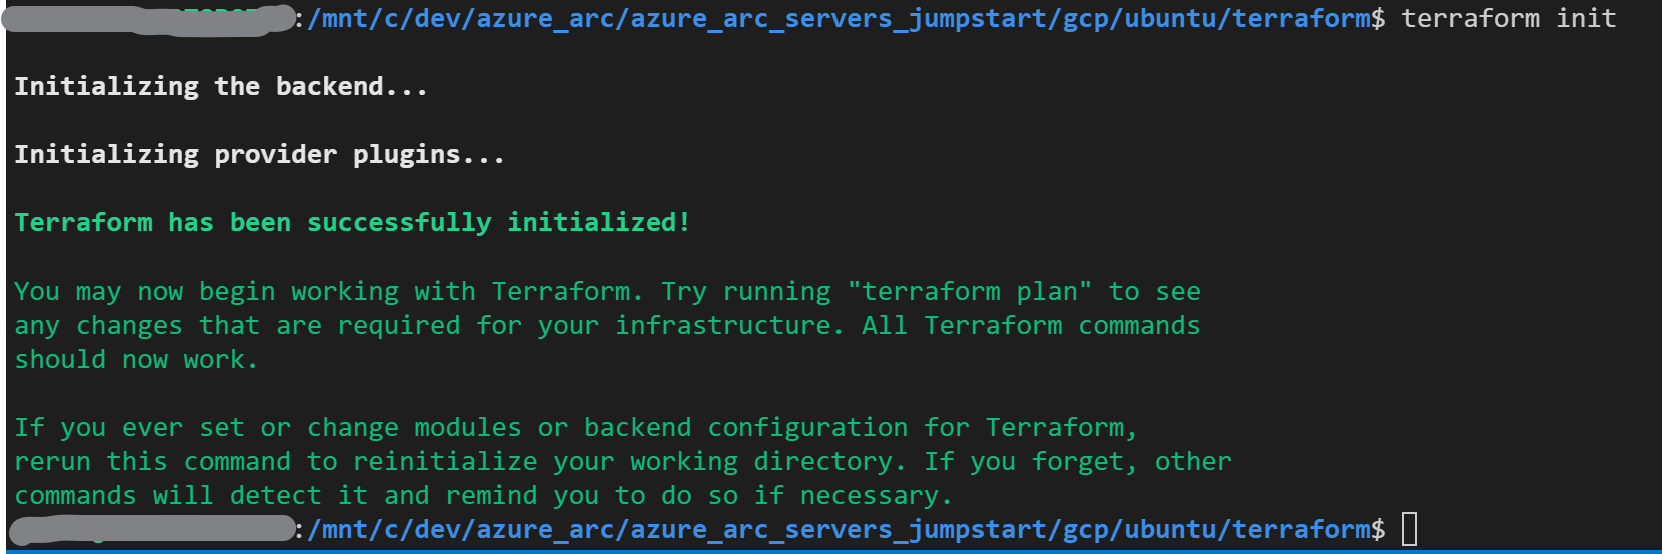 :/mnt/c/dev/azure_arc/azure_arc_servers_jumpstart/gcp/ubuntu/terraform$ terraform init
Initializing the backend...
Initializing provider plugins...
Terraform has been successfully initialized!
You may now begin working with Terraform. Try running "terraform plan" to see
any changes that are required for your infrastructure. All Terraform commands
should now work.
If you ever set or change modules or backend configuration for Terraform,
rerun this command to reinitialize your working directory. If you forget, other
commands will detect it and remind you to do so if necessary.
:/mnt/c/dev/azure_arc/azure_arc_servers_jumpstart/gcp/ubuntu/terraform$